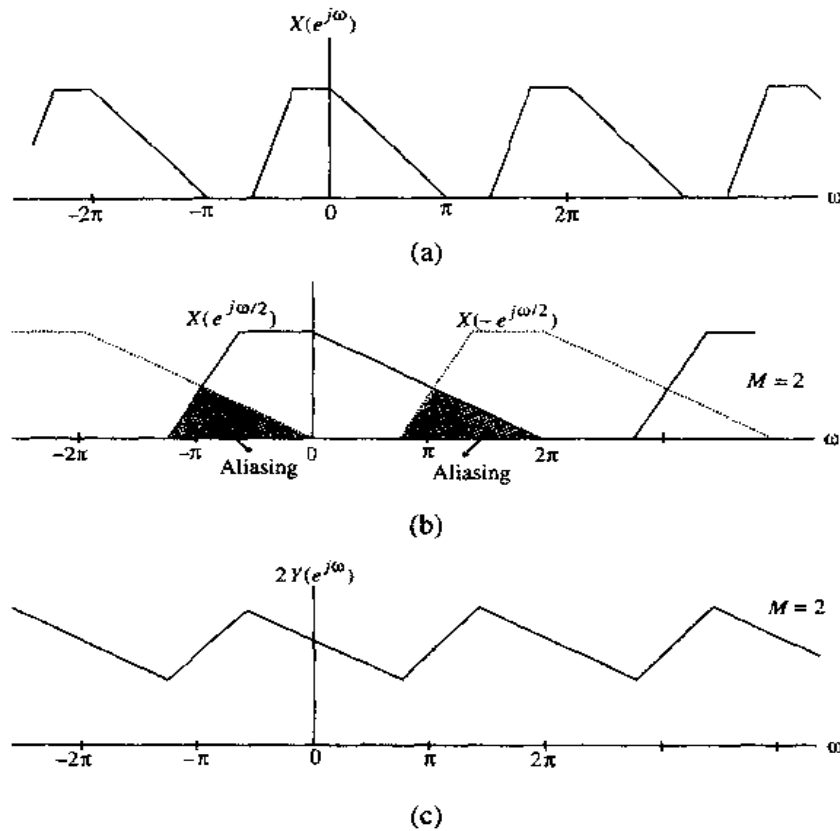 X(e^{jω})
−2π −π 0 π 2π ω
(a)
X(e^{jω/2}) X(−e^{jω/2})
M = 2
−2π −π 0 π 2π ω
Aliasing Aliasing
(b)
2Y(e^{jω})
M = 2
−2π −π 0 π 2π ω
(c)